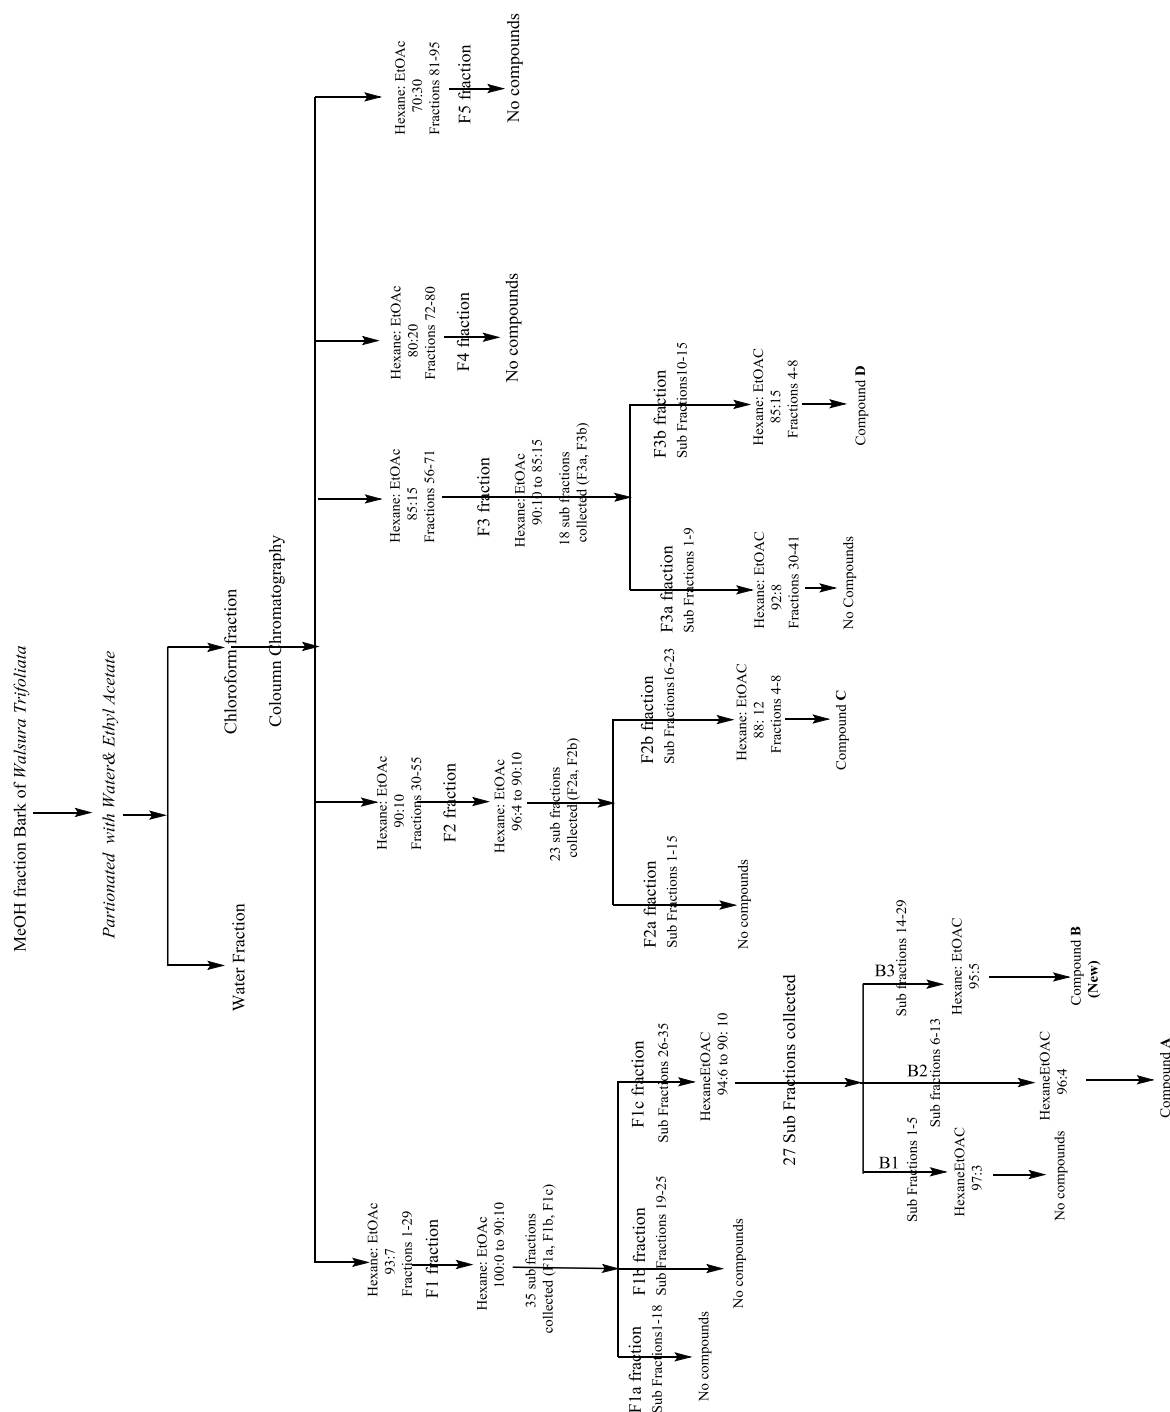 MeOH fraction Bark of Walsura Trifoliata
Partionated with Water& Ethyl Acetate
Water Fraction
Chloroform fraction
Coloumn Chromatography
Hexane: EtOAc
93:7
Fractions 1-29
F1 fraction
Hexane: EtOAc
100:0 to 90:10
35 sub fractions
collected (F1a, F1b, F1c)
F1a fraction
Sub Fractions1-18
No compounds
F1b fraction
Sub Fractions 19-25
No compounds
F1c fraction
Sub Fractions 26-35
HexaneEtOAC
94:6 to 90: 10
27 Sub Fractions collected
B1
Sub Fractions 1-5
HexaneEtOAC
97:3
No compounds
B2
Sub fractions 6-13
HexaneEtOAC
96:4
Compound A
B3
Sub fractions 14-29
Hexane: EtOAC
95:5
Compound B
(New)
Hexane: EtOAc
90:10
Fractions 30-55
F2 fraction
Hexane: EtOAc
96:4 to 90:10
23 sub fractions
collected (F2a, F2b)
F2a fraction
Sub Fractions 1-15
No compounds
F2b fraction
Sub Fractions16-23
Hexane: EtOAC
88: 12
Fractions 4-8
Compound C
Hexane: EtOAc
85:15
Fractions 56-71
F3 fraction
Hexane: EtOAc
90:10 to 85:15
18 sub fractions
collected (F3a, F3b)
F3a fraction
Sub Fractions 1-9
Hexane: EtOAC
92:8
Fractions 30-41
No Compounds
F3b fraction
Sub Fractions10-15
Hexane: EtOAC
85:15
Fractions 4-8
Compound D
Hexane: EtOAc
80:20
Fractions 72-80
F4 fraction
No compounds
Hexane: EtOAc
70:30
Fractions 81-95
F5 fraction
No compounds